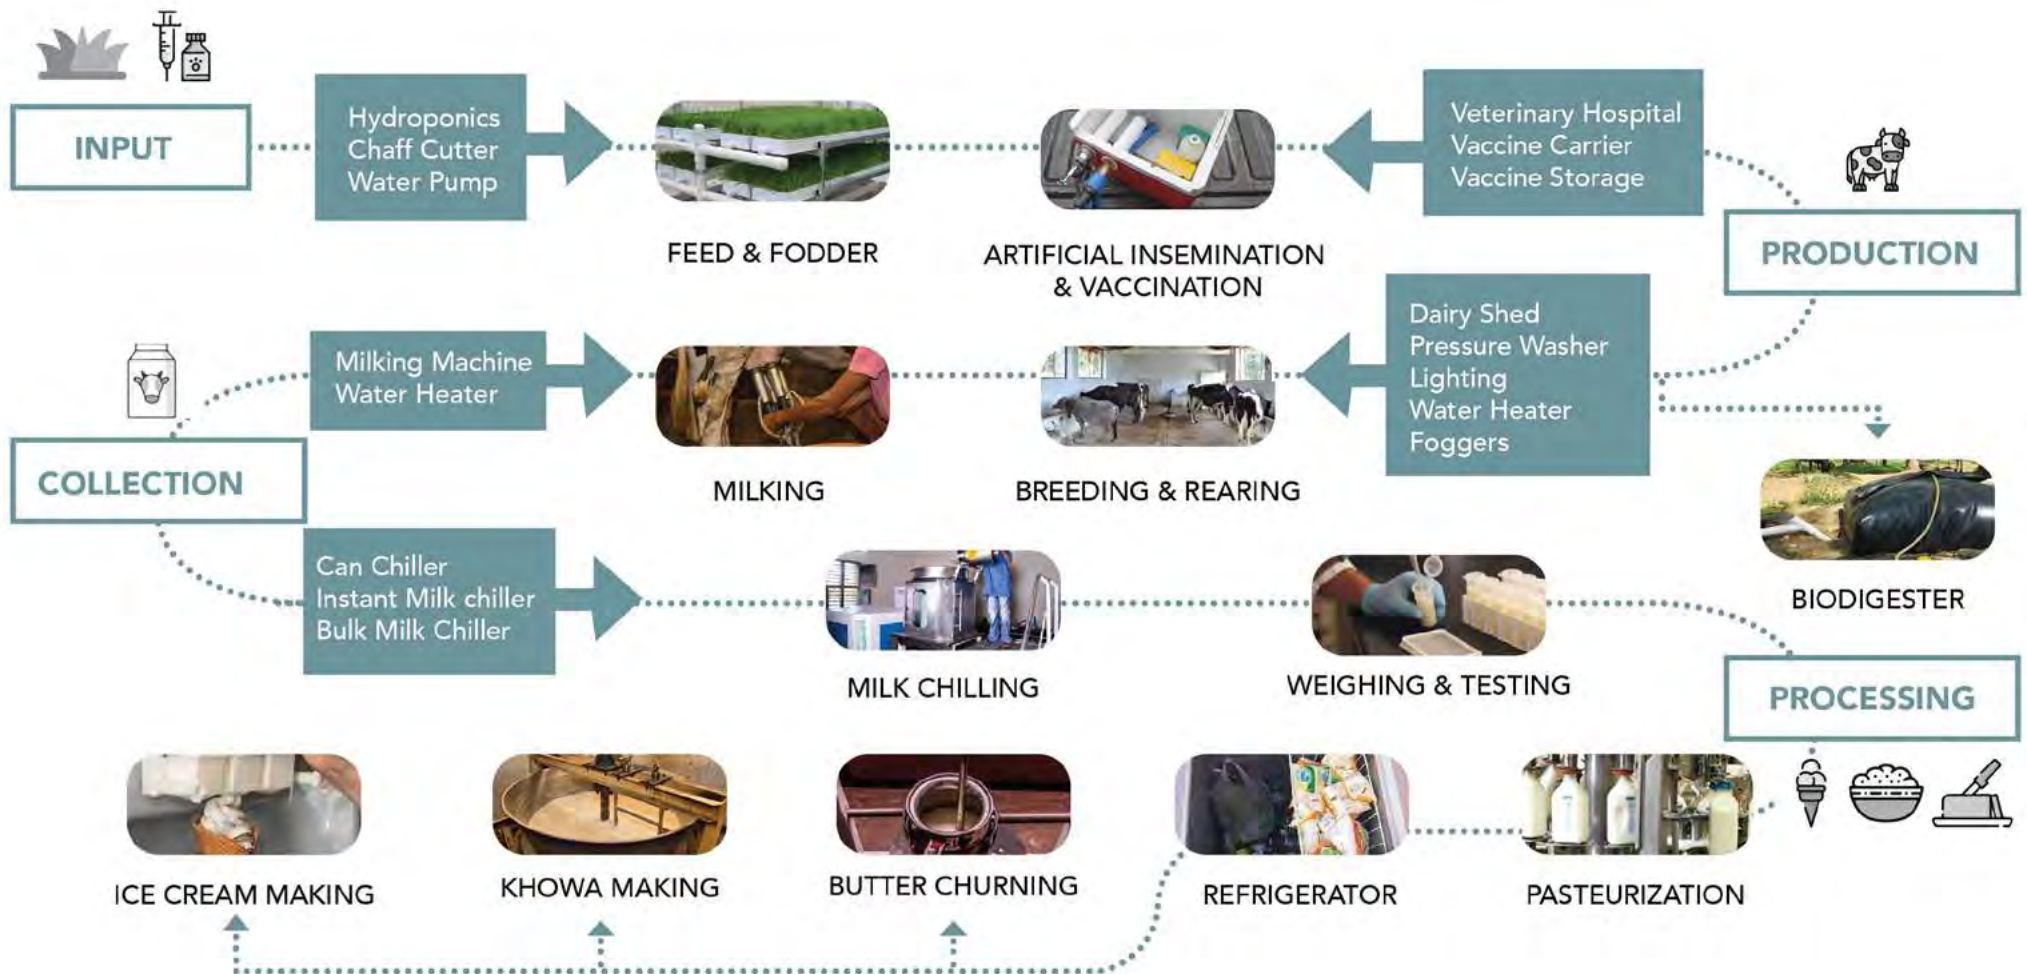 INPUT
Hydroponics
Chaff Cutter
Water Pump
FEED & FODDER
ARTIFICIAL INSEMINATION
& VACCINATION
Veterinary Hospital
Vaccine Carrier
Vaccine Storage
PRODUCTION
Dairy Shed
Pressure Washer
Lighting
Water Heater
Foggers
BIODIGESTER
BREEDING & REARING
MILKING
Milking Machine
Water Heater
COLLECTION
Can Chiller
Instant Milk chiller
Bulk Milk Chiller
MILK CHILLING
WEIGHING & TESTING
PROCESSING
PASTEURIZATION
REFRIGERATOR
BUTTER CHURNING
KHOWA MAKING
ICE CREAM MAKING